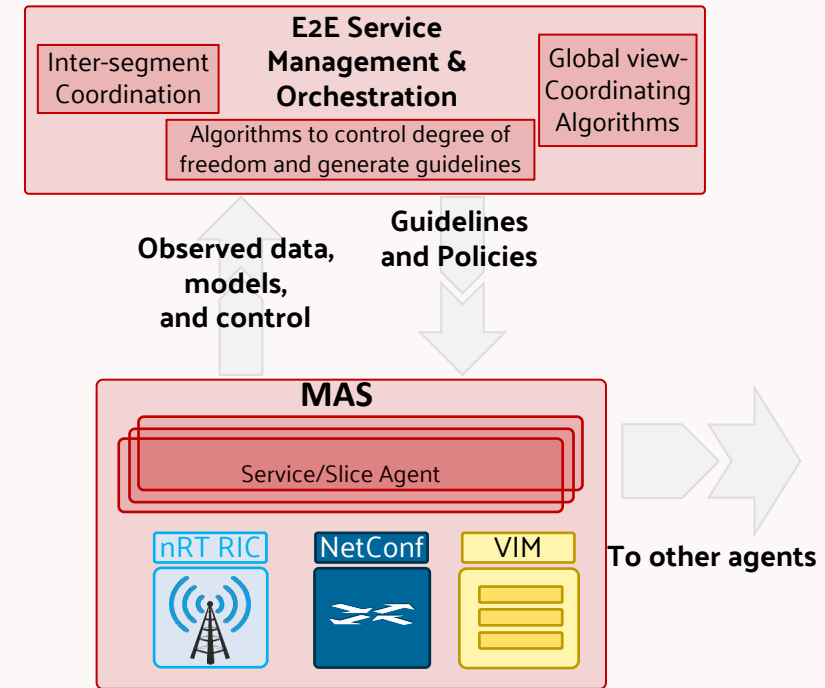 E2E Service
Management &
Orchestration
Inter-segment
Coordination
Global view-
Coordinating
Algorithms
Algorithms to control degree of
freedom and generate guidelines
Observed data,
models,
and control
Guidelines
and Policies
MAS
Service/Slice Agent
nRT RIC
NetConf
VIM
To other agents